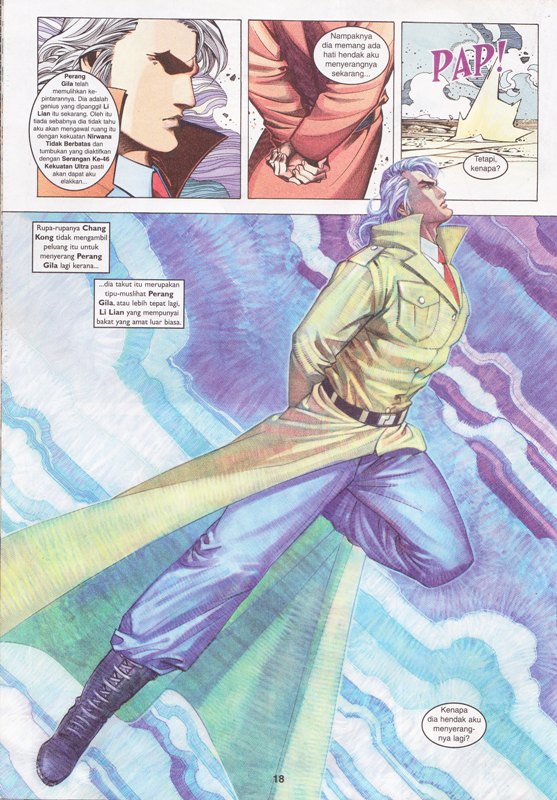 Perang
Gila telah
memulihkan ke-
pintarannya. Dia adalah
genius yang dipanggil Li
Lian itu sekarang. Oleh itu
tiada sebabnya dia tidak tahu
aku akan mengawal ruang itu
dengan kekuatan Nirwana
Tidak Berbatas dan
tumbukan yang diaktifkan
dengan Serangan Ke-46
Kekuatan Ultra pasti
akan dapat aku
elakkan...
Nampaknya
dia memang ada
hati hendak aku
menyerangnya
sekarang...
PAP!
Tetapi,
kenapa?
Rupa-rupanya Chang
Kong tidak mengambil
peluang itu untuk
menyerang Perang
Gila lagi kerana...
...dia takut itu merupakan
tipu-muslihat Perang
Gila, atau lebih tepat lagi,
Li Lian yang mempunyai
bakat yang amat luar biasa.
Kenapa
dia hendak aku
menyerang-
nya lagi?
18